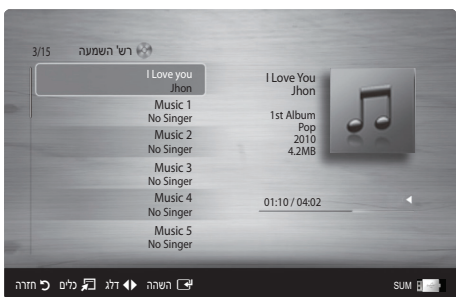 רש' השמעה 3/15
I Love you
Jhon
Music 1
No Singer
Music 2
No Singer
Music 3
No Singer
Music 4
No Singer
Music 5
No Singer
I Love You
Jhon
1st Album
Pop
2010
4.2MB
01:10 / 04:02
SUM
השהה דלג כלים חזרה